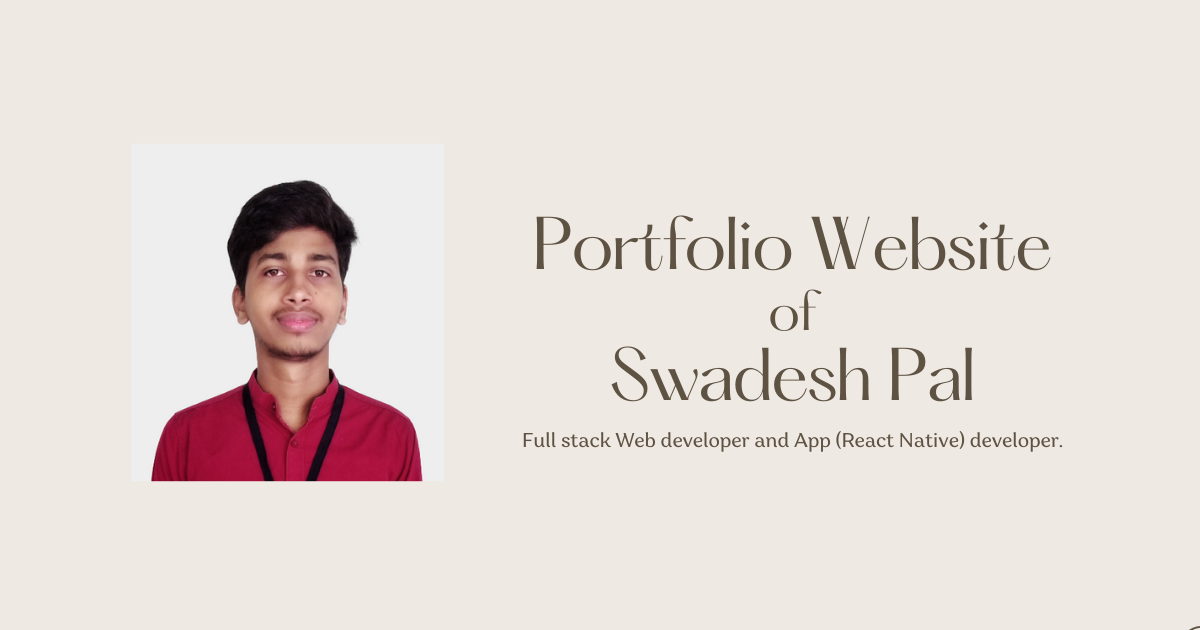 Portfolio Website
of
Swadesh Pal
Full stack Web developer and App (React Native) developer.